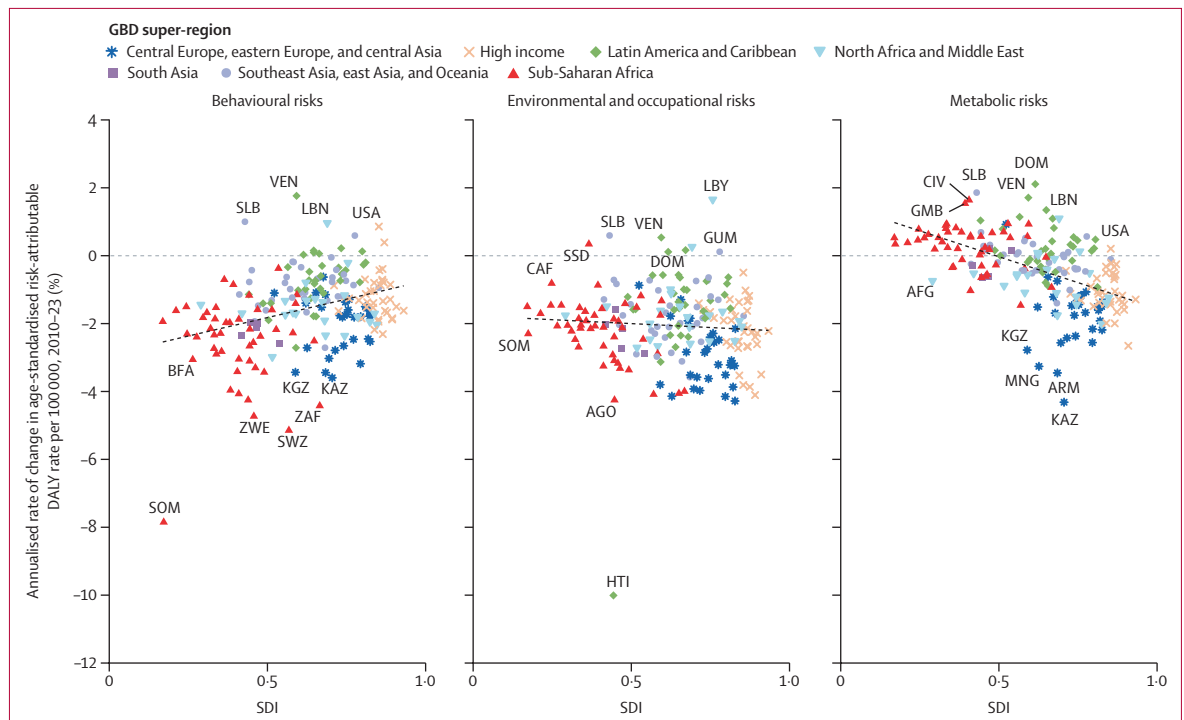 GBD super-region
Central Europe, eastern Europe, and central Asia High income Latin America and Caribbean North Africa and Middle East
South Asia Southeast Asia, east Asia, and Oceania Sub-Saharan Africa
Behavioural risks
Annualised rate of change in age-standardised risk-attributable
DALY rate per 100 000, 2010–23 (%)
4
2
0
–2
–4
–6
–8
–10
–12
VEN
SLB
LBN
USA
BFA
KGZ
KAZ
ZWE
ZAF
SWZ
SOM
0
0·5
1·0
SDI
Environmental and occupational risks
LBY
SLB
VEN
GUM
SSD
CAF
DOM
SOM
AGO
HTI
0
0·5
1·0
SDI
Metabolic risks
DOM
SLB
CIV
VEN
GMB
LBN
USA
AFG
KGZ
MNG
ARM
KAZ
0
0·5
1·0
SDI